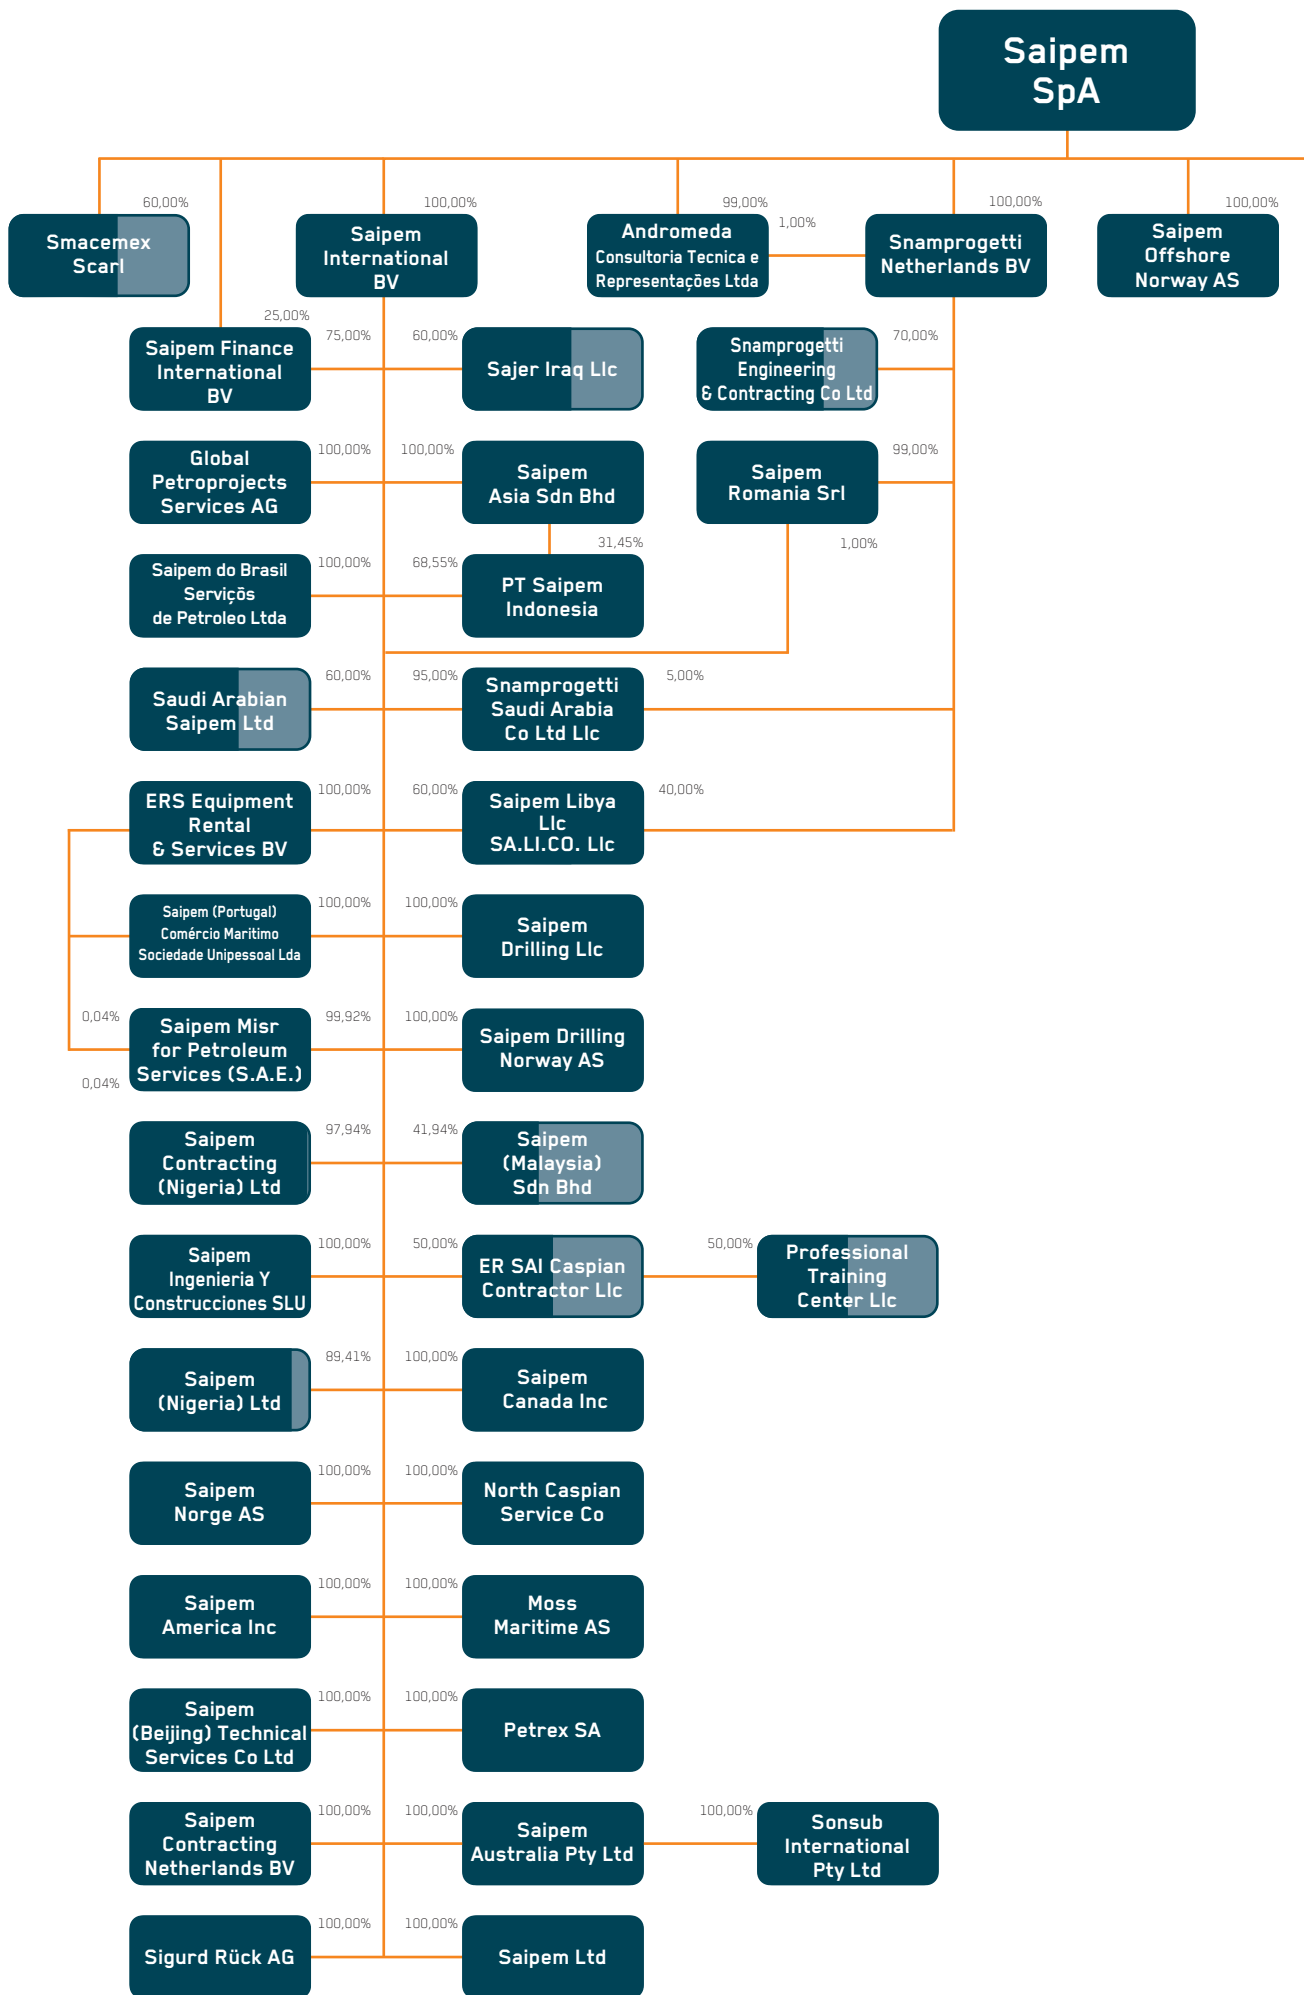 Saipem
SpA
60,00%
100,00%
99,00%
1,00%
100,00%
100,00%
Smacemex
Scarl
Saipem
International
BV
Andromeda
Consultoria Tecnica e
Representações Ltda
Snamprogetti
Netherlands BV
Saipem
Offshore
Norway AS
25,00%
75,00%
60,00%
70,00%
Saipem Finance
International
BV
Sajer Iraq Llc
Snamprogetti
Engineering
& Contracting Co Ltd
100,00%
100,00%
99,00%
Global
Petroprojects
Services AG
Saipem
Asia Sdn Bhd
Saipem
Romania Srl
31,45%
1,00%
100,00%
68,55%
Saipem do Brasil
Serviçõs
de Petroleo Ltda
PT Saipem
Indonesia
60,00%
95,00%
5,00%
Saudi Arabian
Saipem Ltd
Snamprogetti
Saudi Arabia
Co Ltd Llc
100,00%
60,00%
40,00%
ERS Equipment
Rental
& Services BV
Saipem Libya
Llc
SA.LI.CO. Llc
100,00%
100,00%
Saipem (Portugal)
Comércio Maritimo
Sociedade Unipessoal Lda
Saipem
Drilling Llc
0,04%
99,92%
100,00%
Saipem Misr
for Petroleum
Services (S.A.E.)
0,04%
Saipem Drilling
Norway AS
97,94%
41,94%
Saipem
Contracting
(Nigeria) Ltd
Saipem
(Malaysia)
Sdn Bhd
100,00%
50,00%
50,00%
Saipem
Ingenieria Y
Construcciones SLU
ER SAI Caspian
Contractor Llc
Professional
Training
Center Llc
89,41%
100,00%
Saipem
(Nigeria) Ltd
Saipem
Canada Inc
100,00%
100,00%
Saipem
Norge AS
North Caspian
Service Co
100,00%
100,00%
Saipem
America Inc
Moss
Maritime AS
100,00%
100,00%
Saipem
(Beijing) Technical
Services Co Ltd
Petrex SA
100,00%
100,00%
100,00%
Saipem
Contracting
Netherlands BV
Saipem
Australia Pty Ltd
Sonsub
International
Pty Ltd
100,00%
100,00%
Sigurd Rück AG
Saipem Ltd